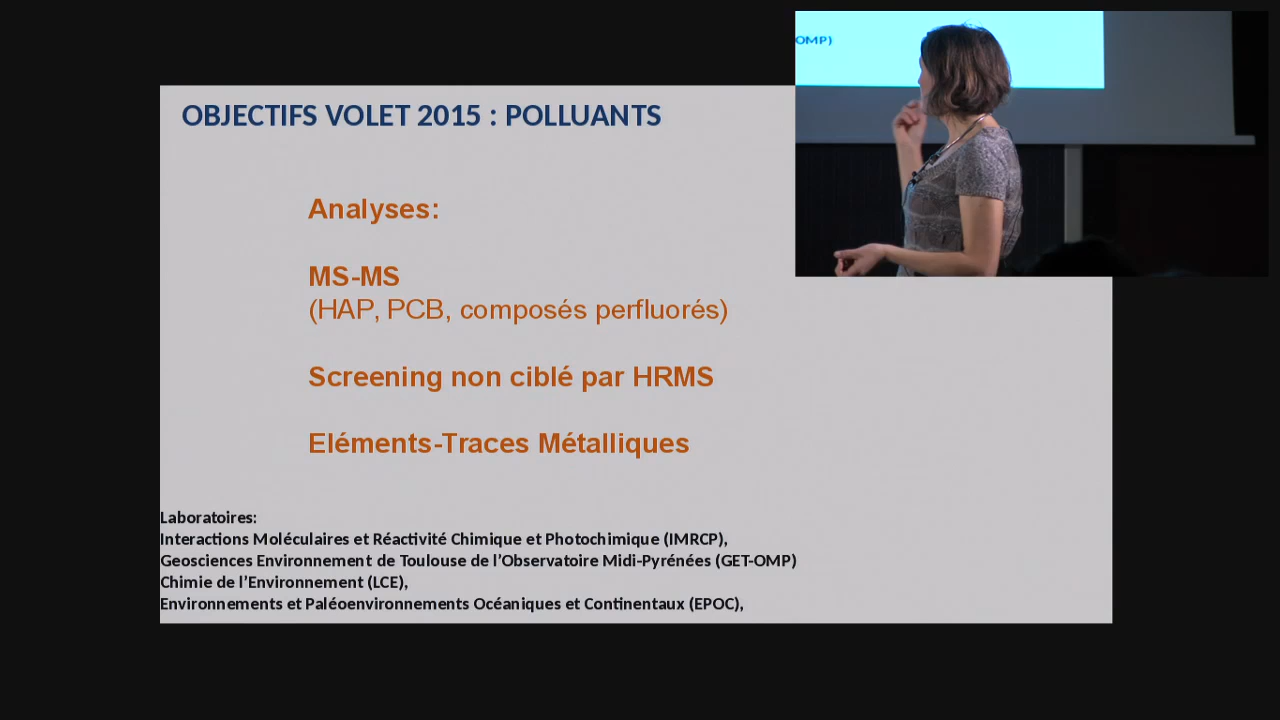 OBJECTIFS VOLET 2015 : POLLUANTS
OMP)
Analyses:
MS-MS
(HAP, PCB, composés perfluorés)
Screening non ciblé par HRMS
Eléments-Traces Métalliques
Laboratoires:
Interactions Moléculaires et Réactivité Chimique et Photochimique (IMRCP),
Geosciences Environnement de Toulouse de l’Observatoire Midi-Pyrénées (GET-OMP)
Chimie de l’Environnement (LCE),
Environnements et Paléoenvironnements Océaniques et Continentaux (EPOC),